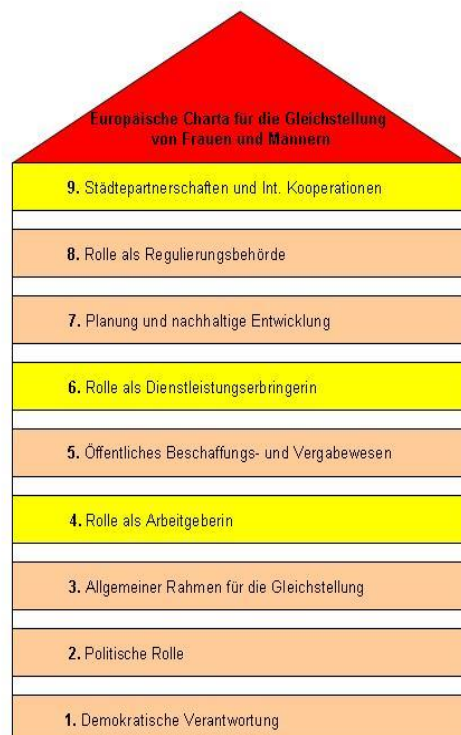 Europäische Charta für die Gleichstellung
von Frauen und Männern
9. Städtepartnerschaften und Int. Kooperationen
8. Rolle als Regulierungsbehörde
7. Planung und nachhaltige Entwicklung
6. Rolle als Dienstleistungserbringerin
5. Öffentliches Beschaffungs- und Vergabewesen
4. Rolle als Arbeitgeberin
3. Allgemeiner Rahmen für die Gleichstellung
2. Politische Rolle
1. Demokratische Verantwortung